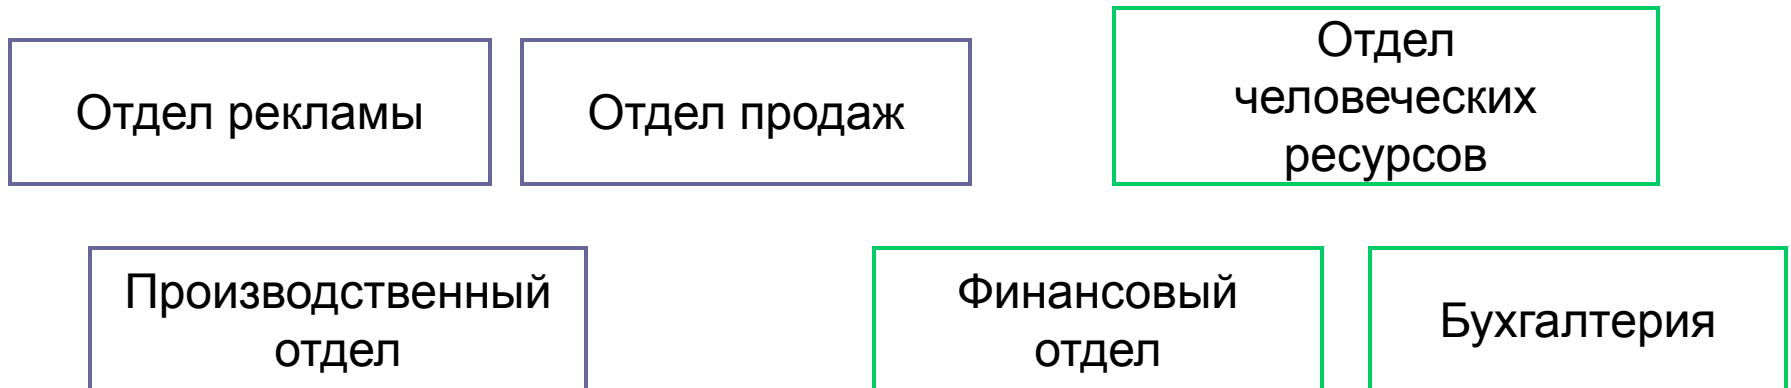 Отдел рекламы
Отдел продаж
Отдел
человеческих
ресурсов
Производственный
отдел
Финансовый
отдел
Бухгалтерия